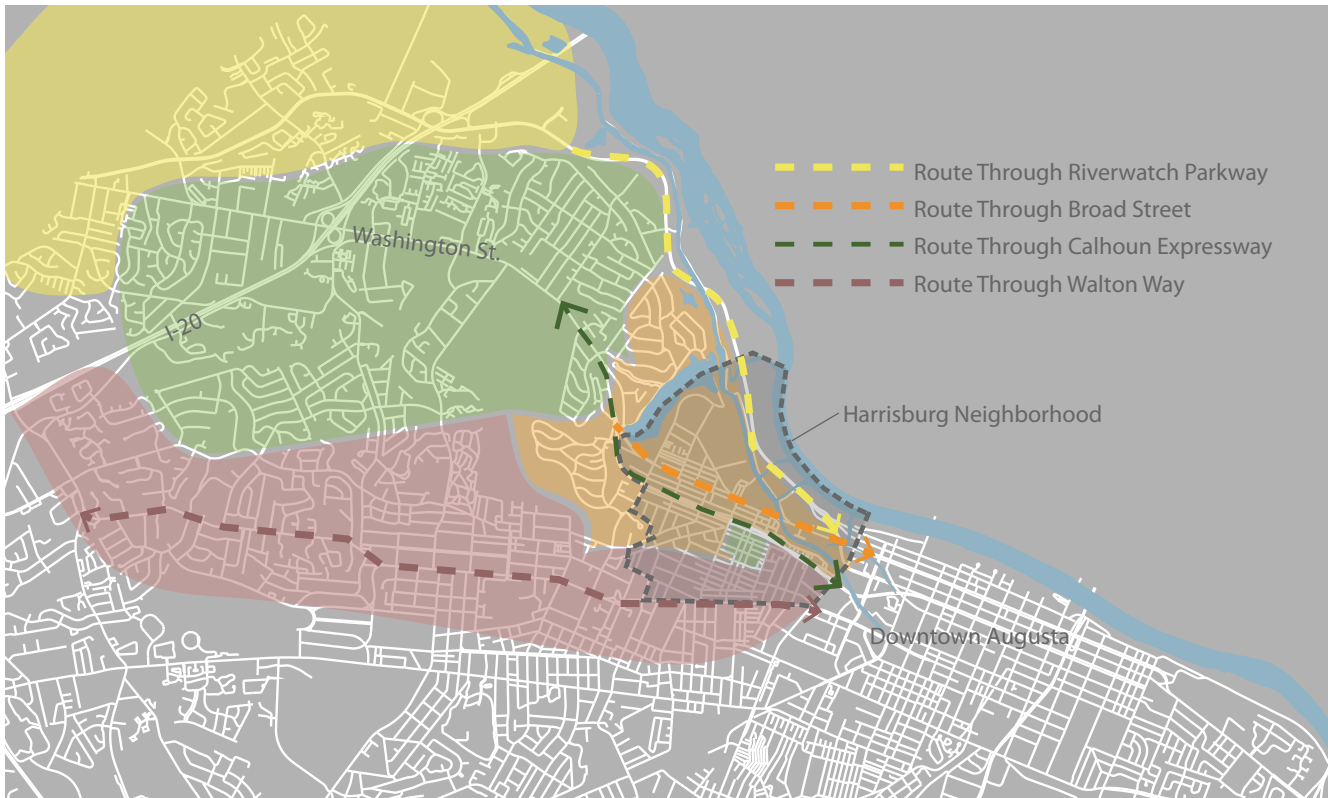 Route Through Riverwatch Parkway
Route Through Broad Street
Washington St.
Route Through Calhoun Expressway
Route Through Walton Way
I-20
Harrisburg Neighborhood
Downtown Augusta